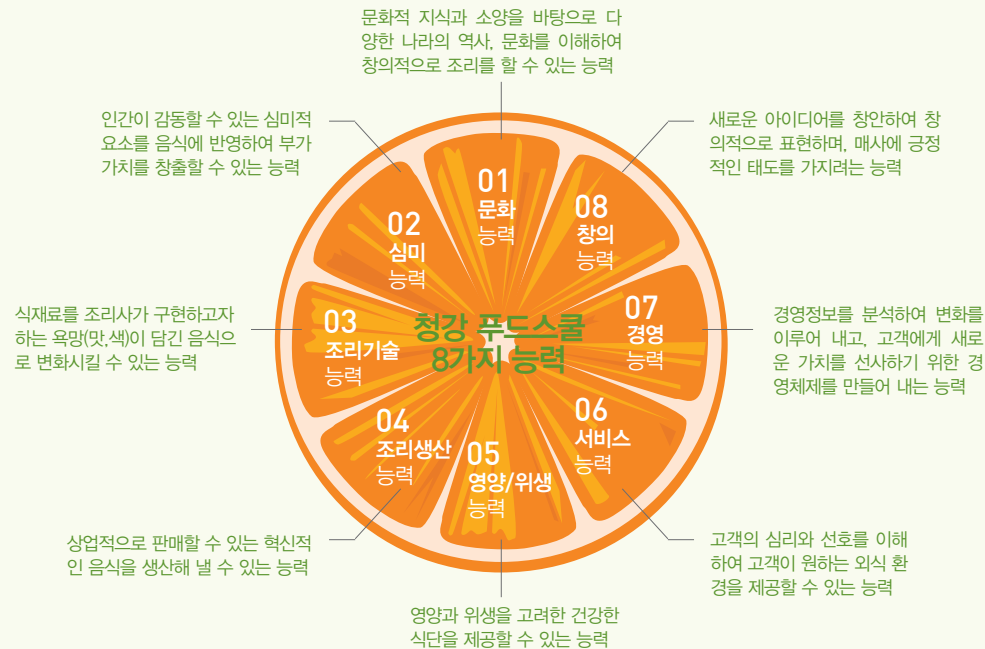 문화적 지식과 소양을 바탕으로 다
양한 나라의 역사, 문화를 이해하여
창의적으로 조리를 할 수 있는 능력
인간이 감동할 수 있는 심미적
요소를 음식에 반영하여 부가
가치를 창출할 수 있는 능력
새로운 아이디어를 창안하여 창
의적으로 표현하며, 매사에 긍정
적인 태도를 가지려는 능력
01
문화
능력
02
심미
능력
08
창의
능력
식재료를 조리사가 구현하고자
하는 욕망(맛,색)이 담긴 음식으
로 변화시킬 수 있는 능력
03
조리기술
능력
청강 푸드스쿨
8가지 능력
07
경영
능력
경영정보를 분석하여 변화를
이루어 내고, 고객에게 새로
운 가치를 선사하기 위한 경
영체제를 만들어 내는 능력
04
조리생산
능력
05
영양/위생
능력
06
서비스
능력
상업적으로 판매할 수 있는 혁신적
인 음식을 생산해 낼 수 있는 능력
고객의 심리와 선호를 이해
하여 고객이 원하는 외식 환
경을 제공할 수 있는 능력
영양과 위생을 고려한 건강한
식단을 제공할 수 있는 능력